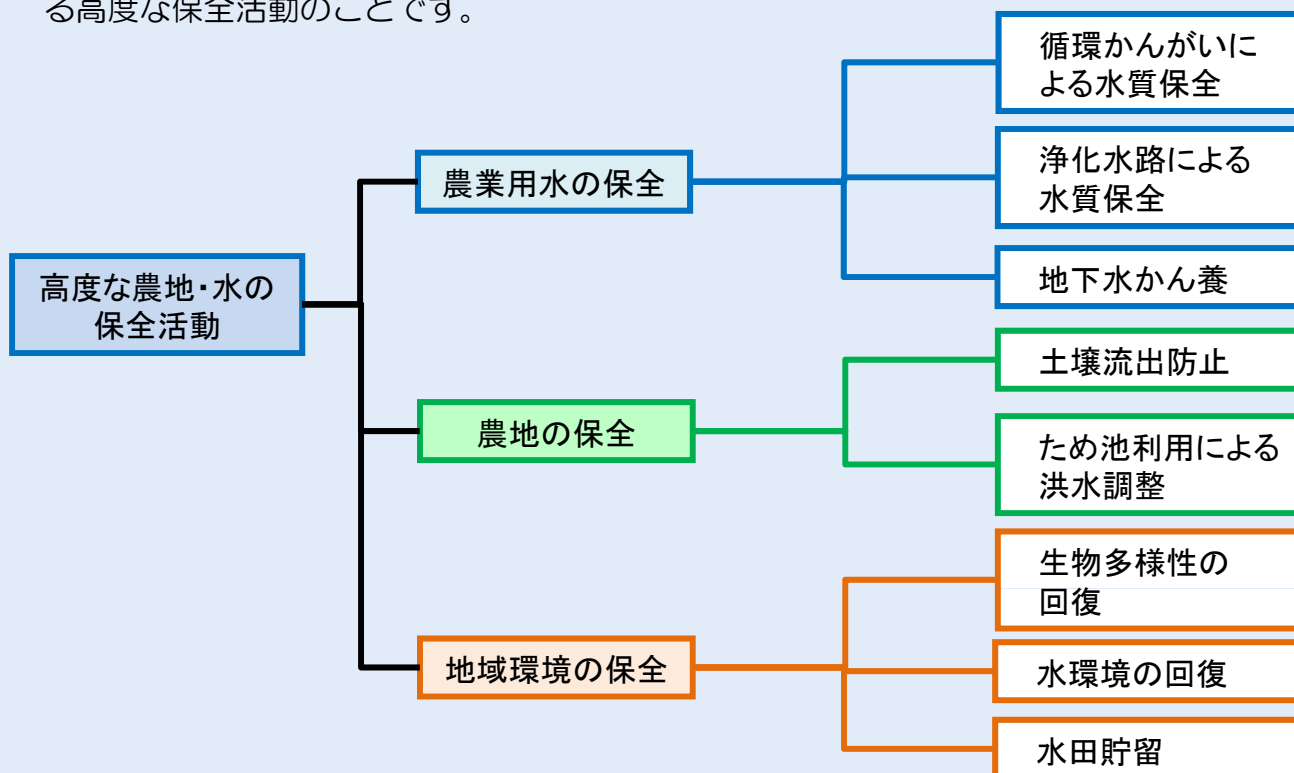 る高度な保全活動のことです。
循環かんがいに
よる水質保全
浄化水路による
水質保全
農業用水の保全
地下水かん養
高度な農地・水の
保全活動
土壌流出防止
農地の保全
ため池利用による
洪水調整
生物多様性の
回復
地域環境の保全
水環境の回復
水田貯留